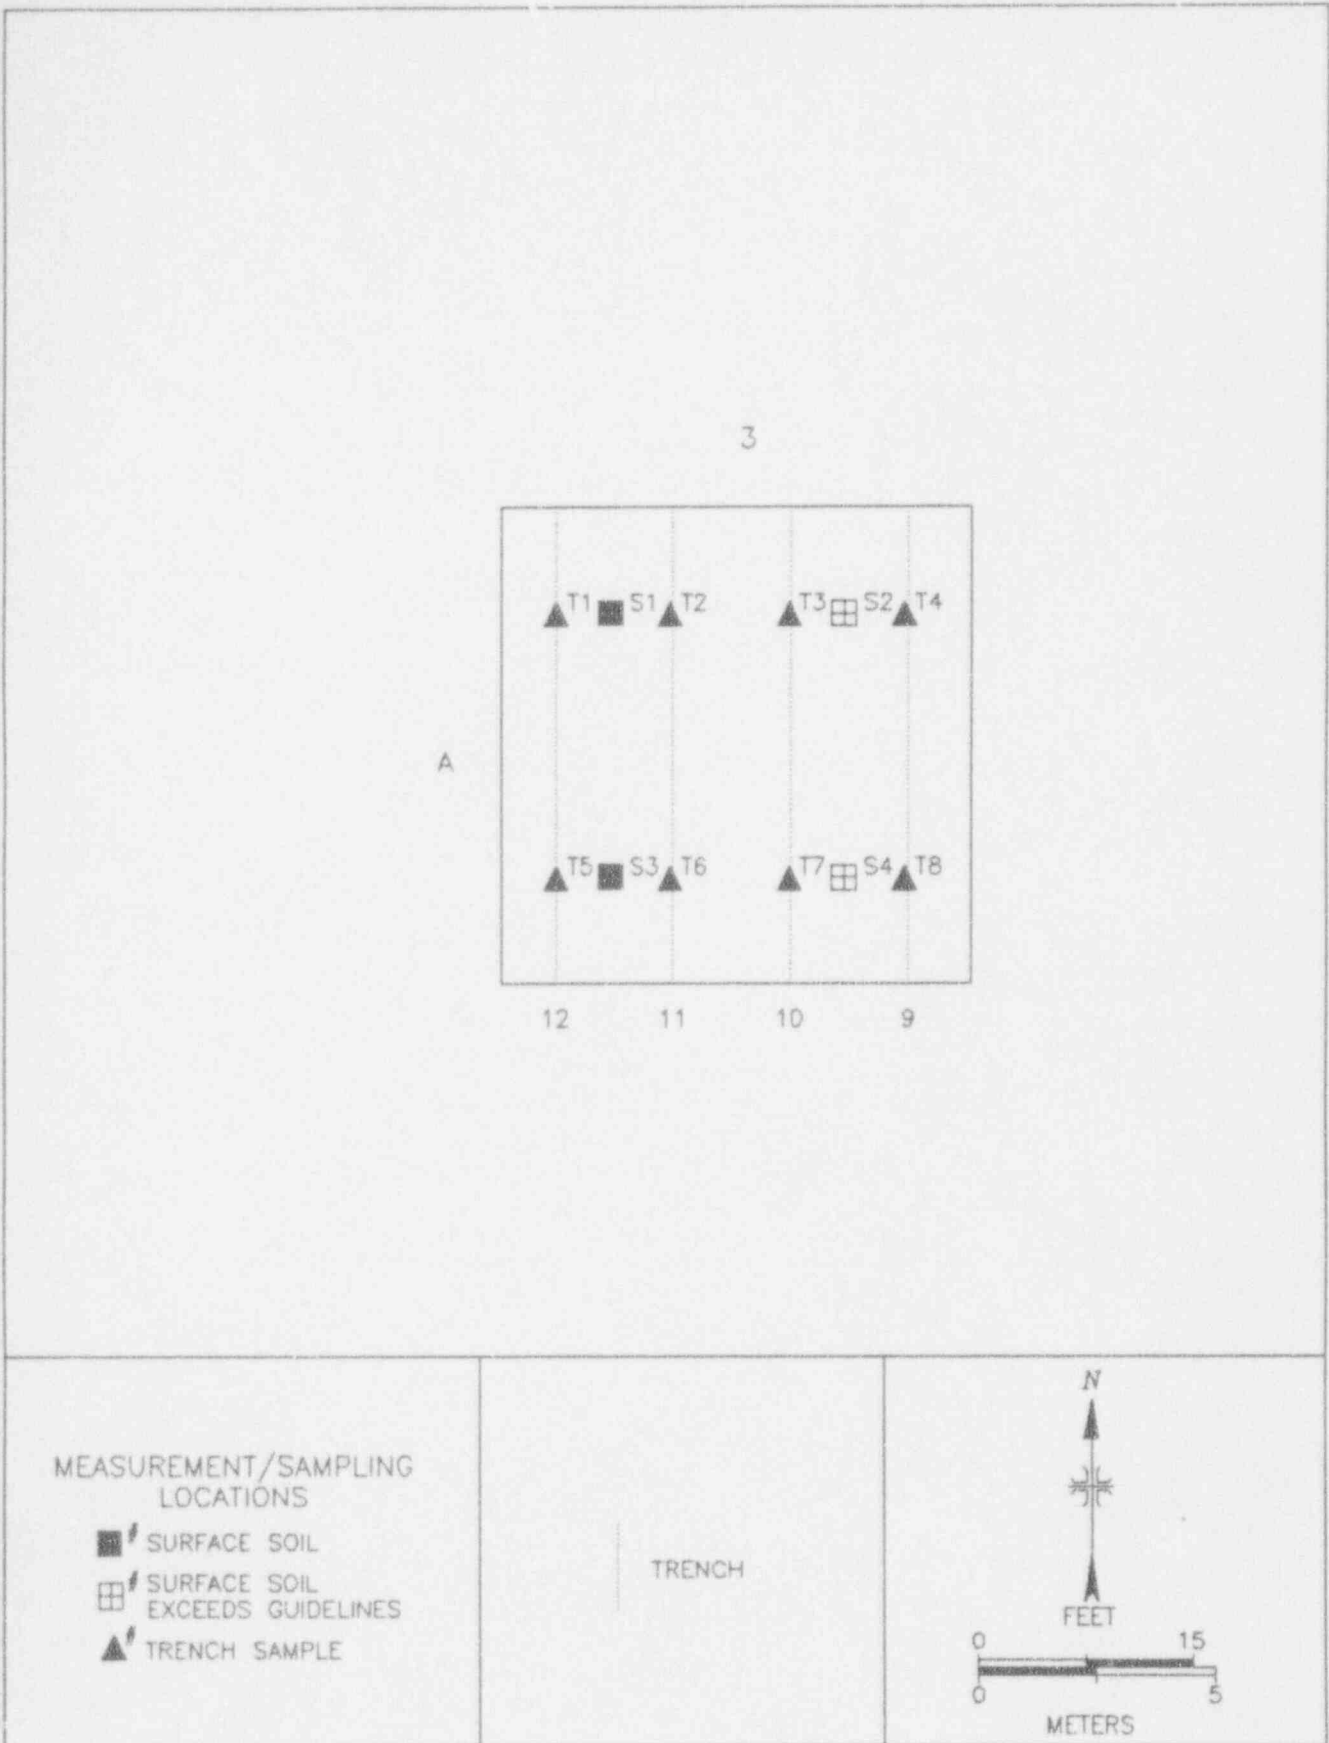 3
T1 S1 T2 T3 S2 T4
A
T5 S3 T6 T7 S4 T8
12 11 10 9
MEASUREMENT/SAMPLING
LOCATIONS
# SURFACE SOIL
# SURFACE SOIL
EXCEEDS GUIDELINES
# TRENCH SAMPLE
TRENCH
N
FEET
0 15
0 5
METERS